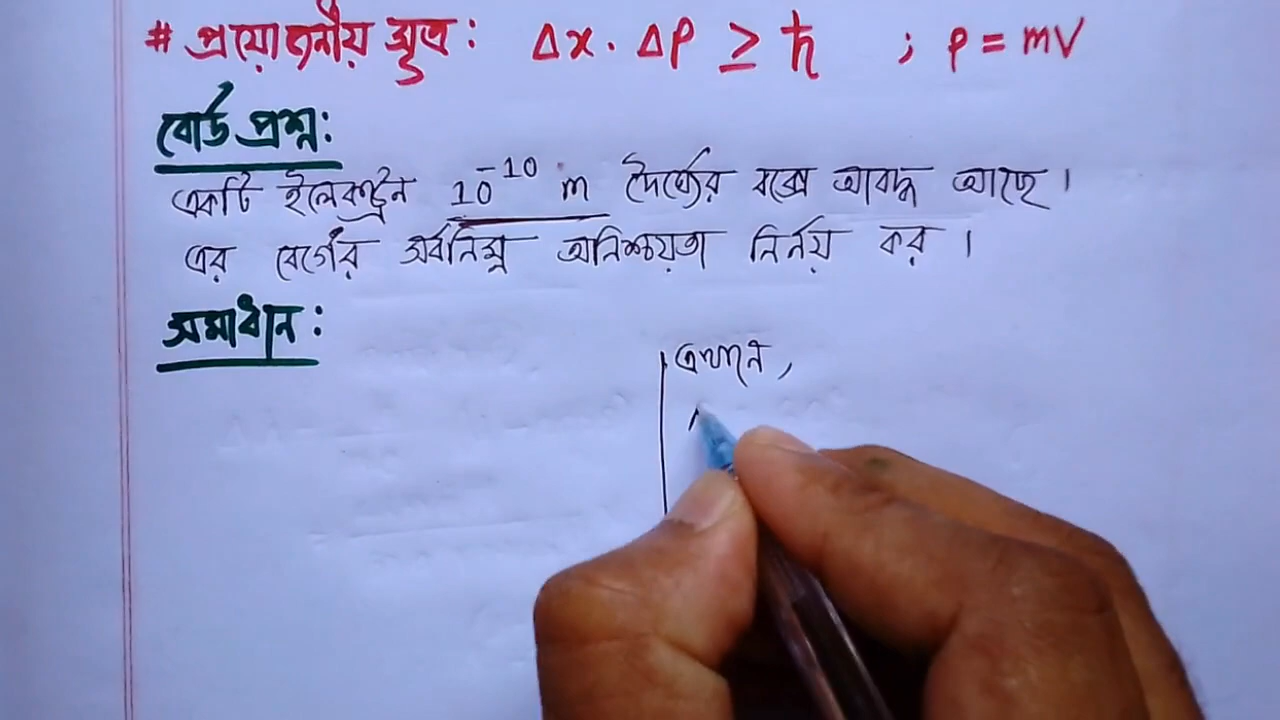 # প্রয়োজনীয় সূত্র : Δx · Δp ≥ ħ ; p = mv
বোর্ড প্রশ্ন:
একটি ইলেকট্রন 10⁻¹⁰ m দৈর্ঘ্যের বক্সে আবদ্ধ আছে।
এর বেগের সর্বনিম্ন অনিশ্চয়তা নির্নয় কর।
সমাধান :
এখানে,